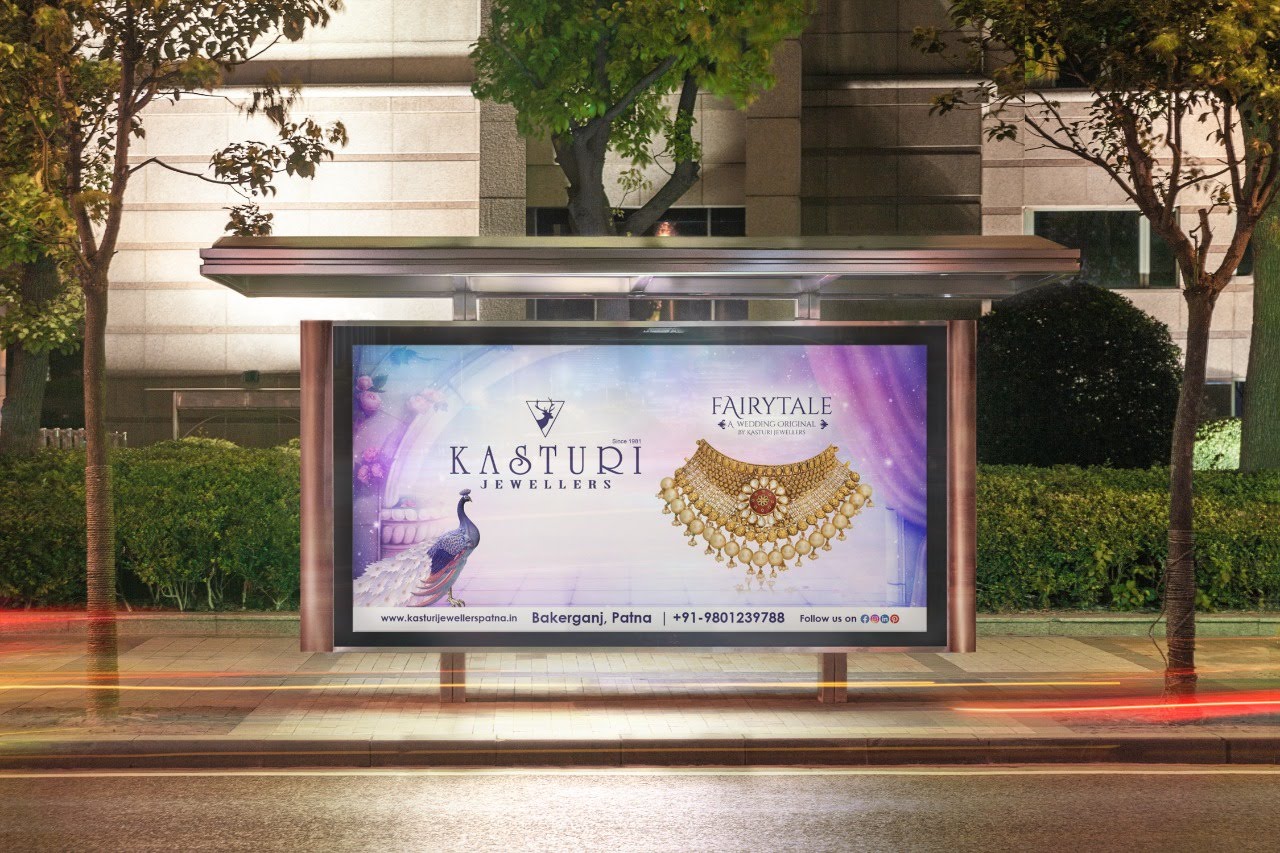 Since 1981
KASTURI
JEWELLERS
FAIRYTALE
A WEDDING ORIGINAL
BY KASTURI JEWELLERS
www.kasturijewellerspatna.in Bakerganj, Patna | +91-9801239788 Follow us on